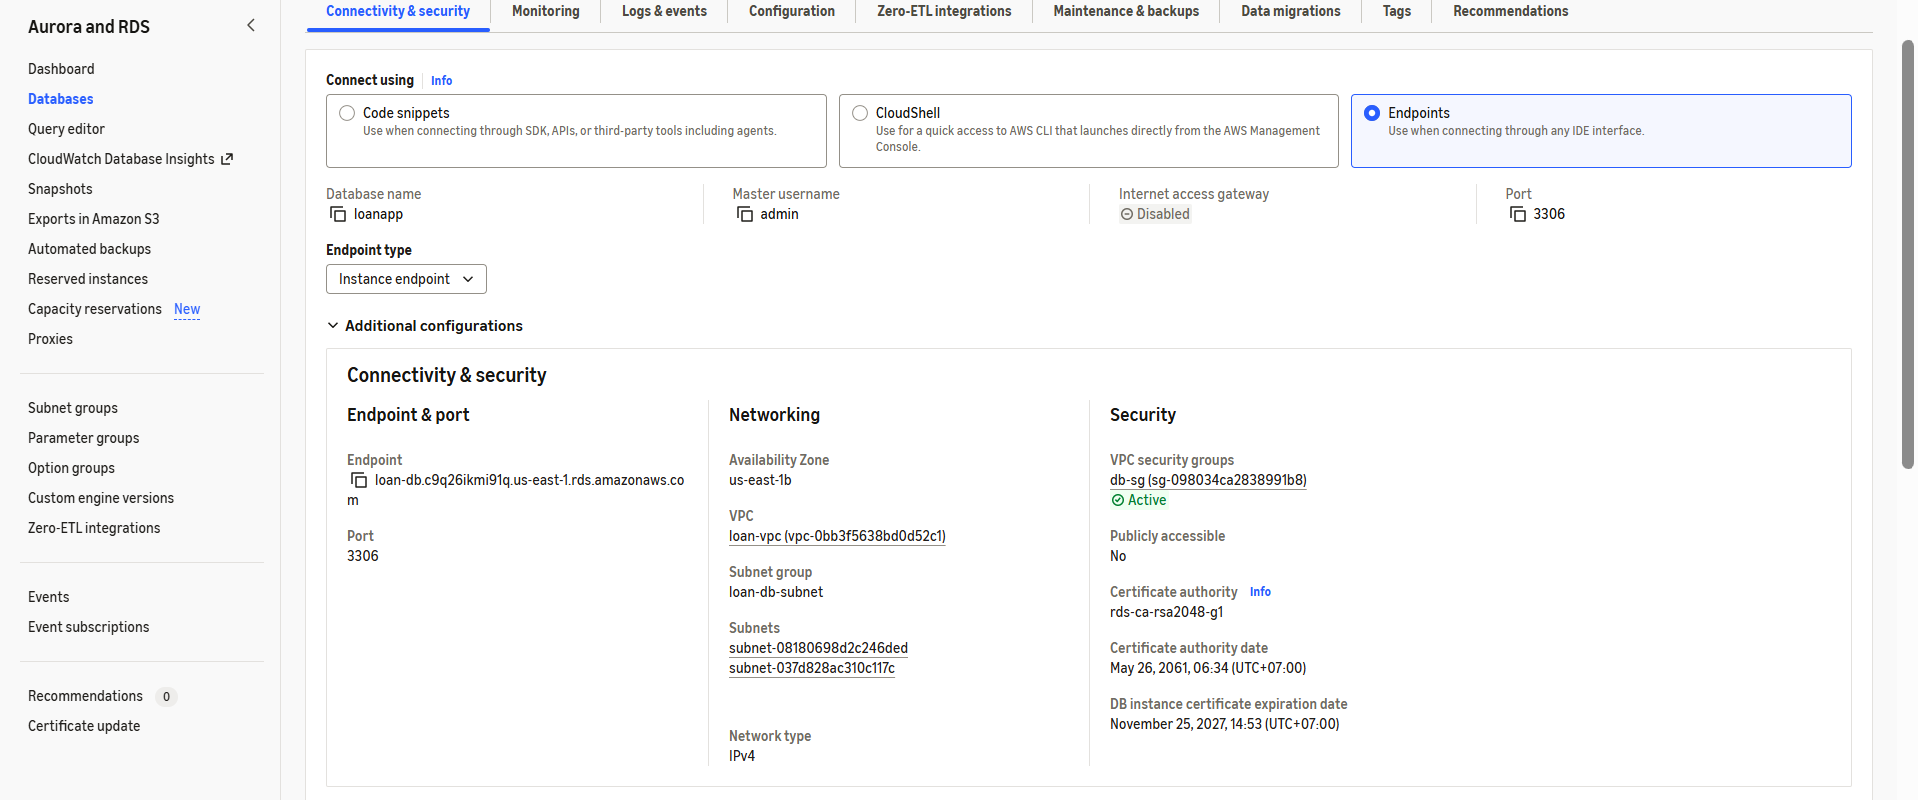 Aurora and RDS
Dashboard
Databases
Query editor
CloudWatch Database Insights
Snapshots
Exports in Amazon S3
Automated backups
Reserved instances
Capacity reservations New
Proxies
Subnet groups
Parameter groups
Option groups
Custom engine versions
Zero-ETL integrations
Events
Event subscriptions
Recommendations 0
Certificate update
Connectivity & security Monitoring Logs & events Configuration Zero-ETL integrations Maintenance & backups Data migrations Tags Recommendations
Connect using Info
Code snippets
Use when connecting through SDK, APIs, or third-party tools including agents.
CloudShell
Use for a quick access to AWS CLI that launches directly from the AWS Management
Console.
Endpoints
Use when connecting through any IDE interface.
Database name
loanapp
Master username
admin
Internet access gateway
Disabled
Port
3306
Endpoint type
Instance endpoint
Additional configurations
Connectivity & security
Endpoint & port
Endpoint
loan-db.c9q26ikmi91q.us-east-1.rds.amazonaws.co
m
Port
3306
Networking
Availability Zone
us-east-1b
VPC
loan-vpc (vpc-0bb3f5638bd0d52c1)
Subnet group
loan-db-subnet
Subnets
subnet-08180698d2c246ded
subnet-037d828ac310c117c
Network type
IPv4
Security
VPC security groups
db-sg (sg-098034ca2838991b8)
Active
Publicly accessible
No
Certificate authority Info
rds-ca-rsa2048-g1
Certificate authority date
May 26, 2061, 06:34 (UTC+07:00)
DB instance certificate expiration date
November 25, 2027, 14:53 (UTC+07:00)